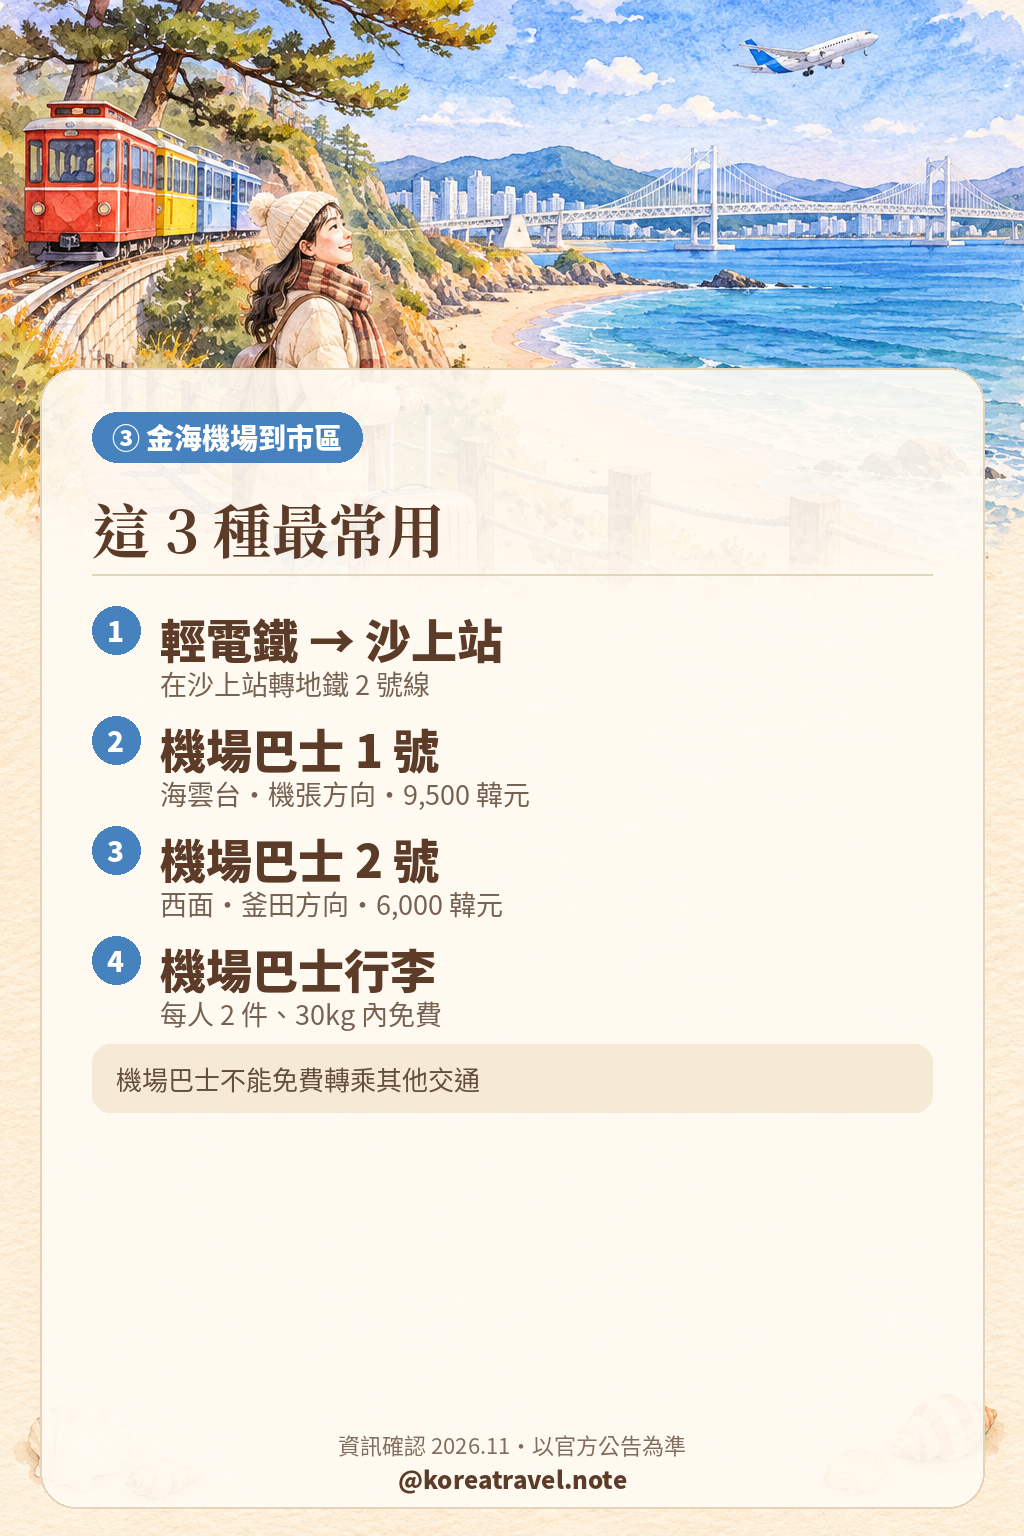 ③ 金海機場到市區
這 3 種最常用
1 輕電鐵 → 沙上站
在沙上站轉地鐵 2 號線
2 機場巴士 1 號
海雲台・機張方向・9,500 韓元
3 機場巴士 2 號
西面・釜田方向・6,000 韓元
4 機場巴士行李
每人 2 件、30kg 內免費
機場巴士不能免費轉乘其他交通
資訊確認 2026.11・以官方公告為準
@koreatravel.note